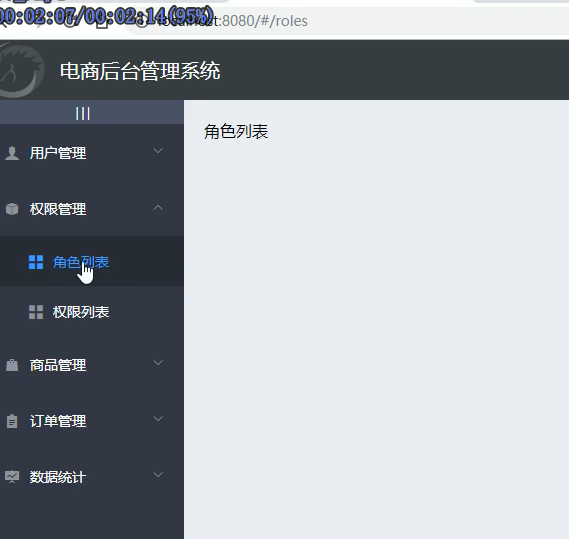 00:02:07/00:02:14(95%)
localhost:8080/#/roles
电商后台管理系统
|||
用户管理
角色列表
权限管理
角色列表
权限列表
商品管理
订单管理
数据统计